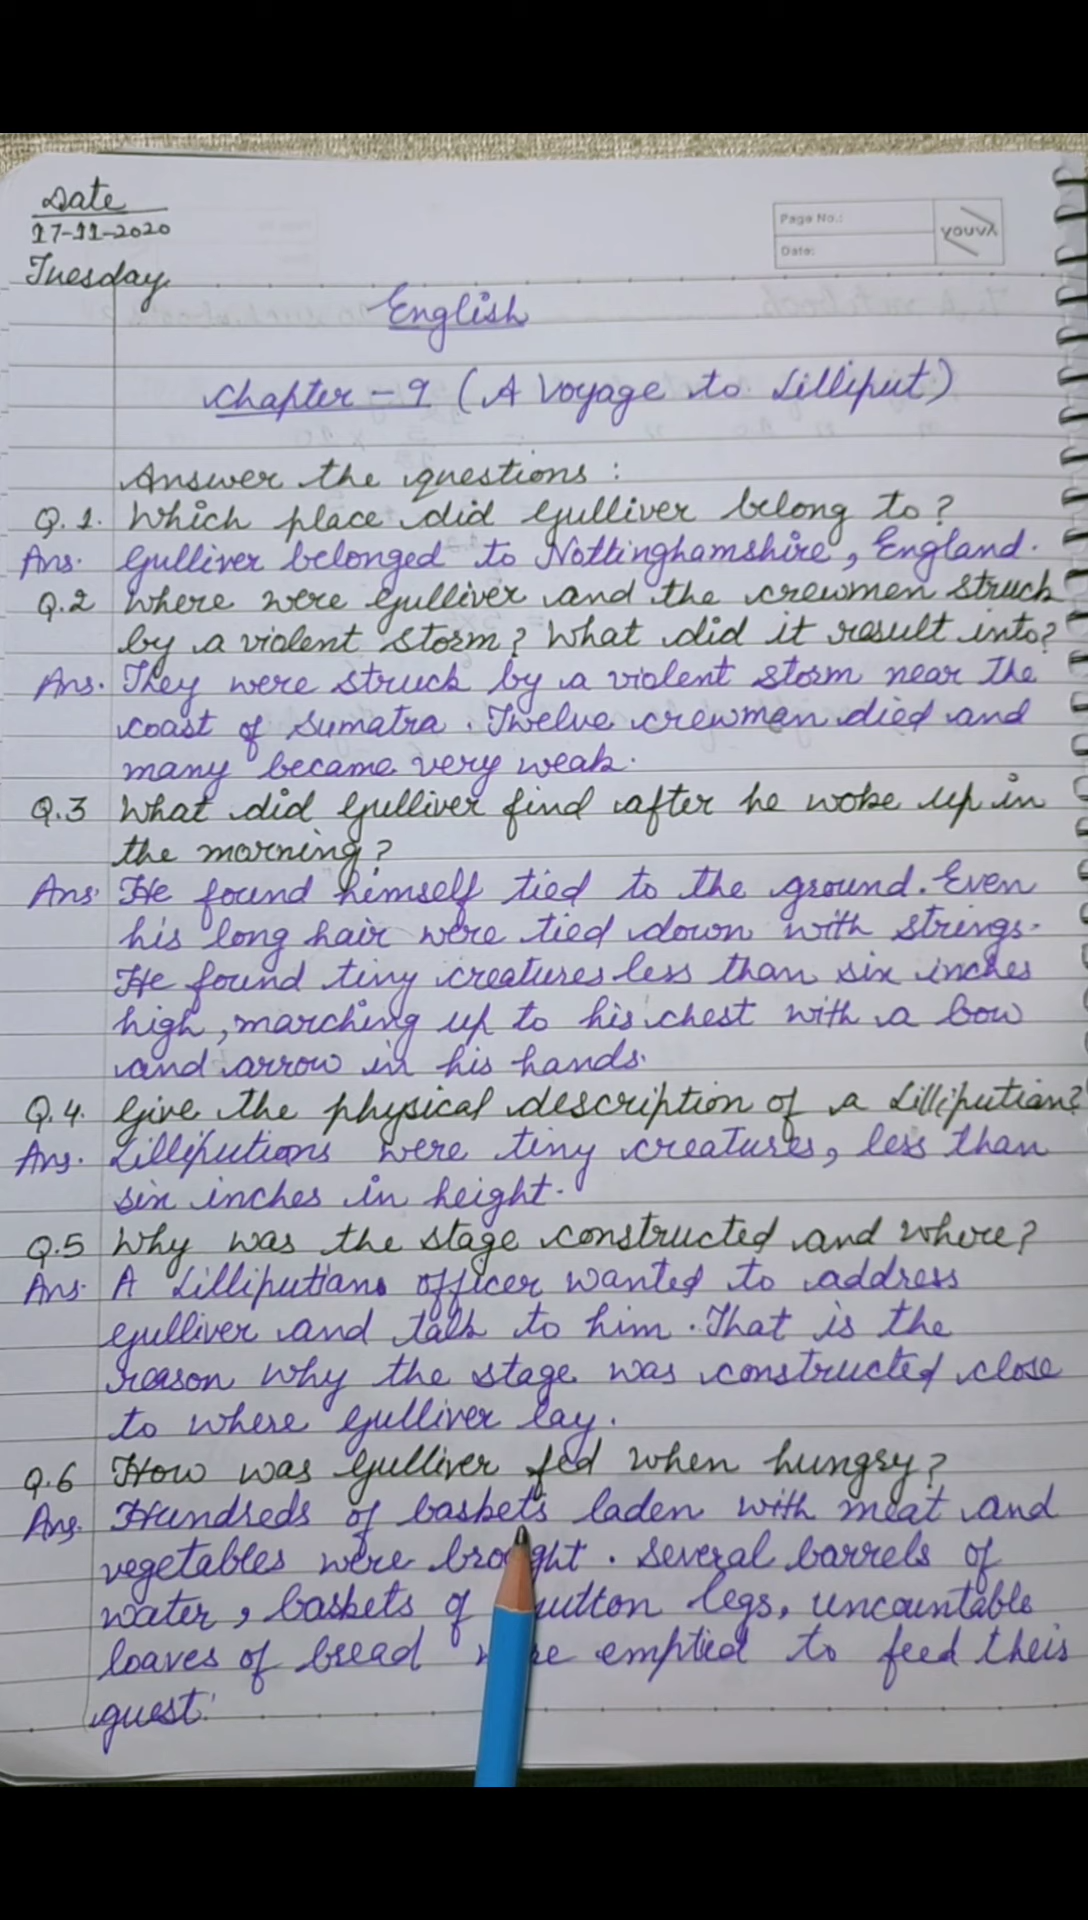 Date
17-11-2020
Tuesday
Page No.:
Date:
YOUVA
English
Chapter - 9 (A Voyage to Lilliput)
Answer the questions :
Q.1. Which place did Gulliver belong to?
Ans. Gulliver belonged to Nottinghamshire, England.
Q.2 Where were Gulliver and the crewmen struck
by a violent storm? What did it result into?
Ans. They were struck by a violent storm near the
coast of Sumatra. Twelve crewmen died and
many became very weak.
Q.3 What did Gulliver find after he woke up in
the morning?
Ans. He found himself tied to the ground. Even
his long hair were tied down with strings.
He found tiny creatures less than six inches
high, marching up to his chest with a bow
and arrow in his hands.
Q.4. Give the physical description of a Lilliputian?
Ans. Lilliputions were tiny creatures, less than
six inches in height.
Q.5 Why was the stage constructed and where?
Ans. A Lilliputian officer wanted to address
Gulliver and talk to him. That is the
reason why the stage was constructed close
to where Gulliver lay.
Q.6 How was Gulliver fed when hungry?
Ans. Hundreds of baskets laden with meat and
vegetables were brought. Several barrels of
water, baskets of mutton legs, uncountable
loaves of bread were emptied to feed their
guest.